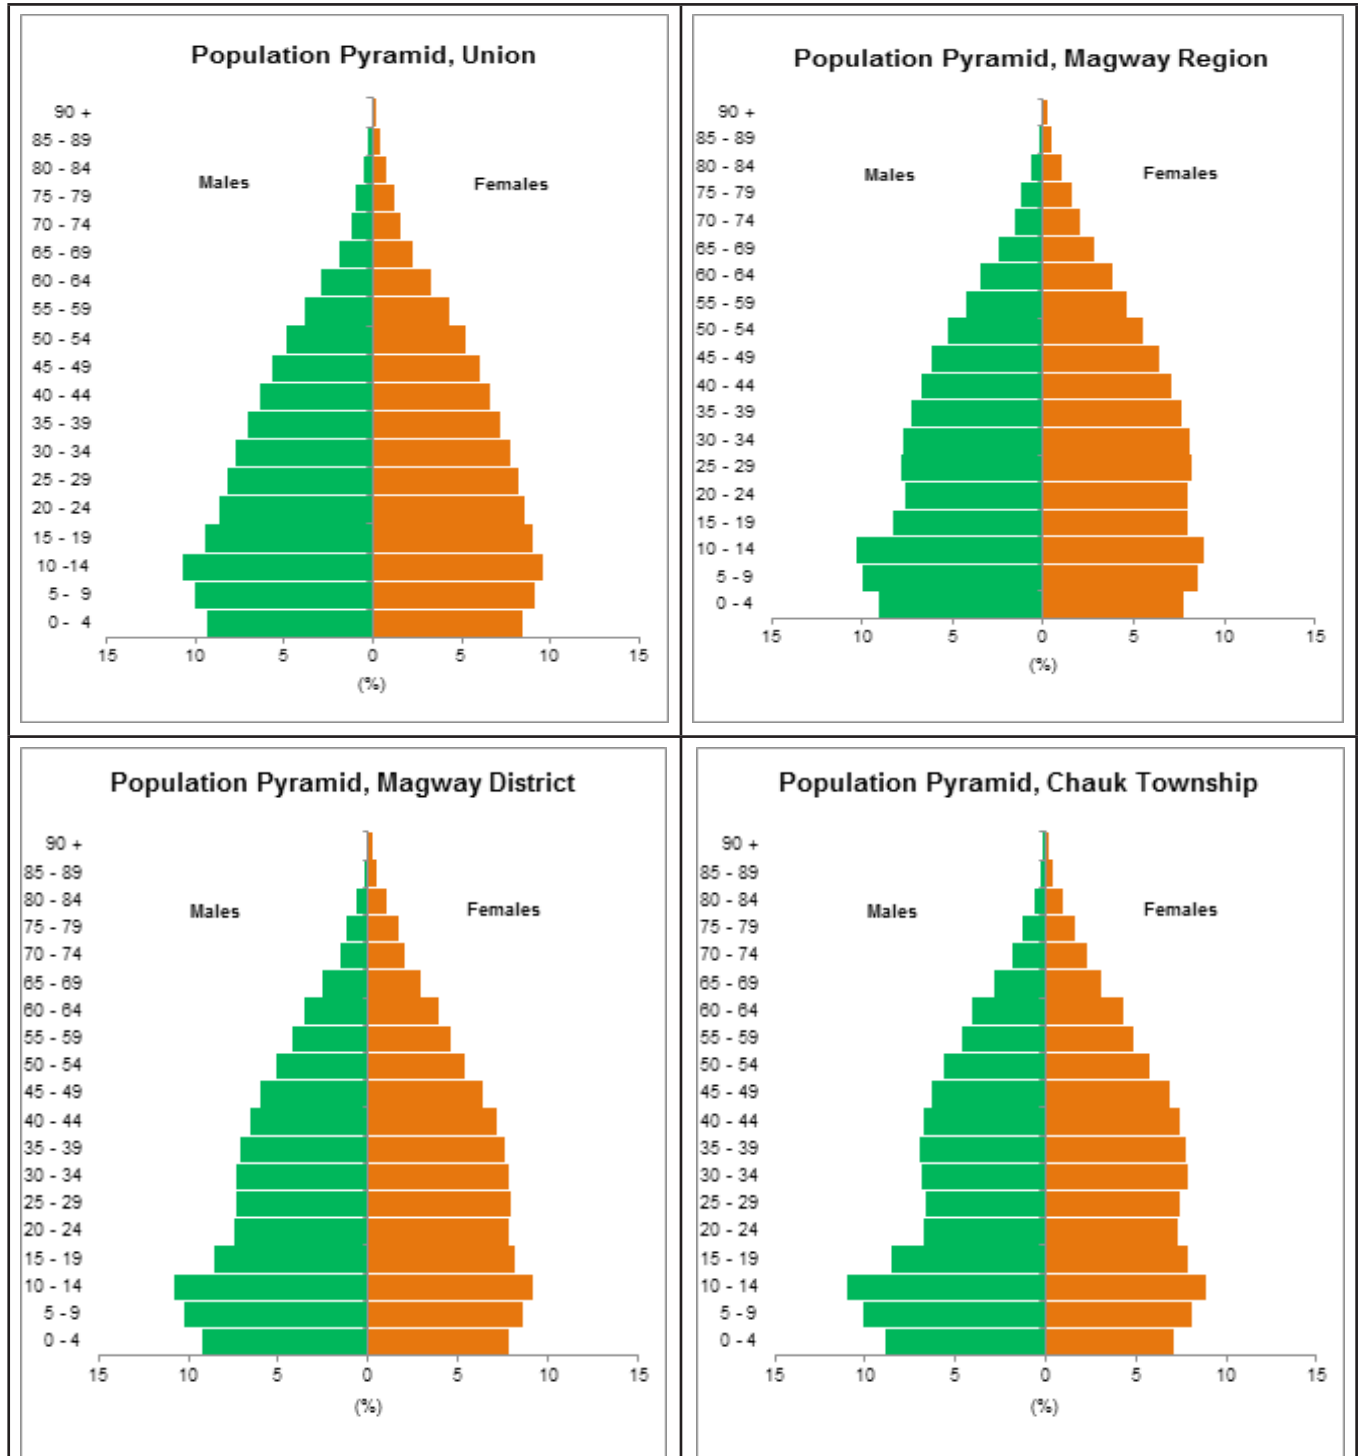 Population Pyramid, Union
90 +
85 - 89
80 - 84
75 - 79
70 - 74
65 - 69
60 - 64
55 - 59
50 - 54
45 - 49
40 - 44
35 - 39
30 - 34
25 - 29
20 - 24
15 - 19
10 -14
5 - 9
0 - 4
Males
Females
15 10 5 0 5 10 15
(%)
Population Pyramid, Magway Region
90 +
85 - 89
80 - 84
75 - 79
70 - 74
65 - 69
60 - 64
55 - 59
50 - 54
45 - 49
40 - 44
35 - 39
30 - 34
25 - 29
20 - 24
15 - 19
10 - 14
5 - 9
0 - 4
Males
Females
15 10 5 0 5 10 15
(%)
Population Pyramid, Magway District
90 +
85 - 89
80 - 84
75 - 79
70 - 74
65 - 69
60 - 64
55 - 59
50 - 54
45 - 49
40 - 44
35 - 39
30 - 34
25 - 29
20 - 24
15 - 19
10 - 14
5 - 9
0 - 4
Males
Females
15 10 5 0 5 10 15
(%)
Population Pyramid, Chauk Township
90 +
85 - 89
80 - 84
75 - 79
70 - 74
65 - 69
60 - 64
55 - 59
50 - 54
45 - 49
40 - 44
35 - 39
30 - 34
25 - 29
20 - 24
15 - 19
10 - 14
5 - 9
0 - 4
Males
Females
15 10 5 0 5 10 15
(%)